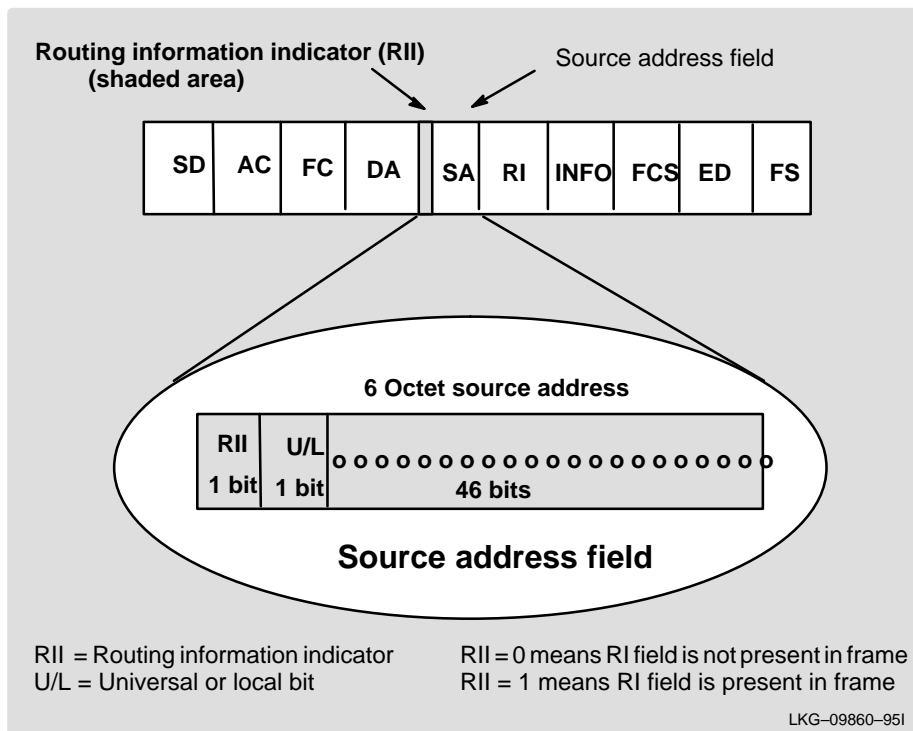 Routing information indicator (RII)
(shaded area)
Source address field
SD AC FC DA SA RI INFO FCS ED FS
6 Octet source address
RII U/L
o o o o o o o o o o o o o o o o o o o o o
1 bit 1 bit 46 bits
Source address field
RII = Routing information indicator
U/L = Universal or local bit
RII = 0 means RI field is not present in frame
RII = 1 means RI field is present in frame
LKG–09860–95I